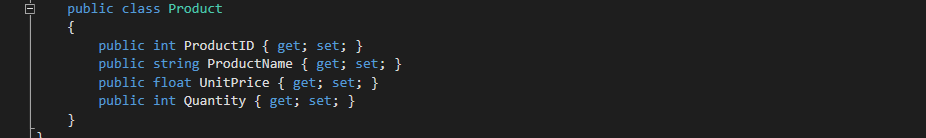 public class Product
{
public int ProductID { get; set; }
public string ProductName { get; set; }
public float UnitPrice { get; set; }
public int Quantity { get; set; }
}
}